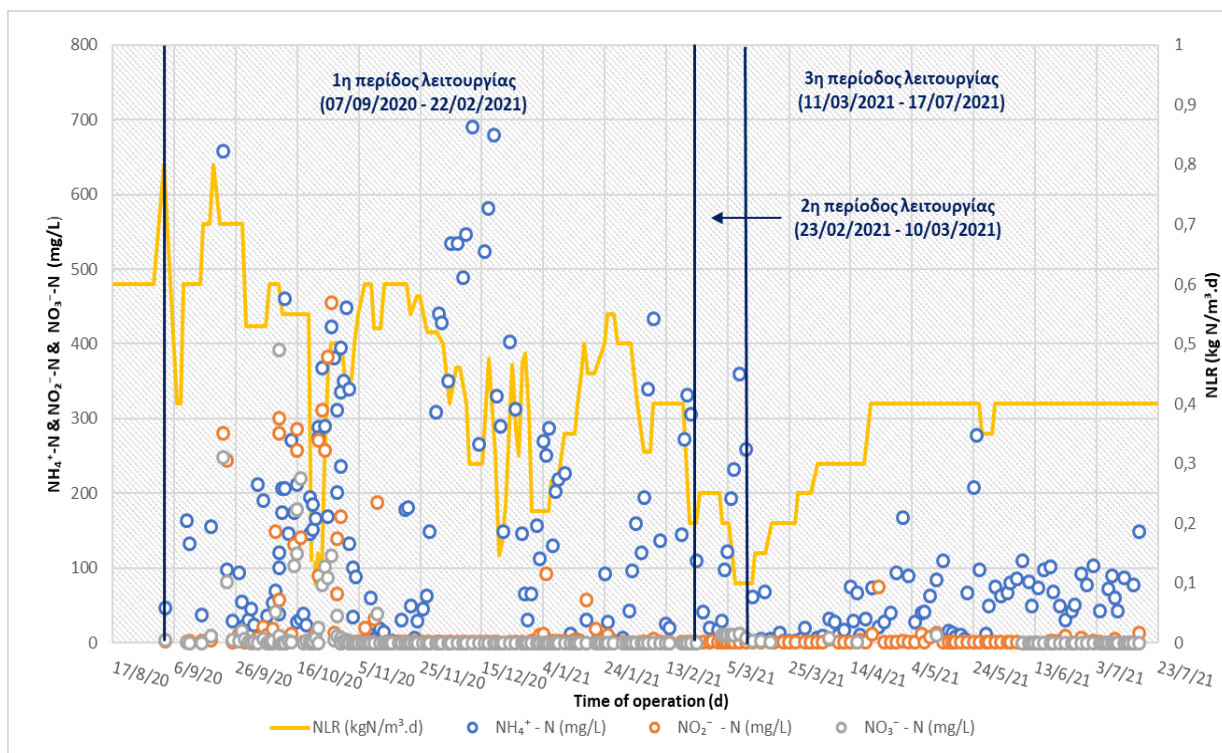 800
700
600
500
400
300
200
100
0
NH₄⁺-N & NO₂⁻-N & NO₃⁻-N (mg/L)
1η περίδος λειτουργίας
(07/09/2020 - 22/02/2021)
3η περίοδος λειτουργίας
(11/03/2021 - 17/07/2021)
2η περίοδος λειτουργίας
(23/02/2021 - 10/03/2021)
1
0,9
0,8
0,7
0,6
0,5
0,4
0,3
0,2
0,1
0
NLR (kg N/m³.d)
17/8/20 6/9/20 26/9/20 16/10/20 5/11/20 25/11/20 15/12/20 4/1/21 24/1/21 13/2/21 5/3/21 25/3/21 14/4/21 4/5/21 24/5/21 13/6/21 3/7/21 23/7/21
Time of operation (d)
NLR (kgN/m³.d) NH₄⁺ - N (mg/L) NO₂⁻ - N (mg/L) NO₃⁻ - N (mg/L)